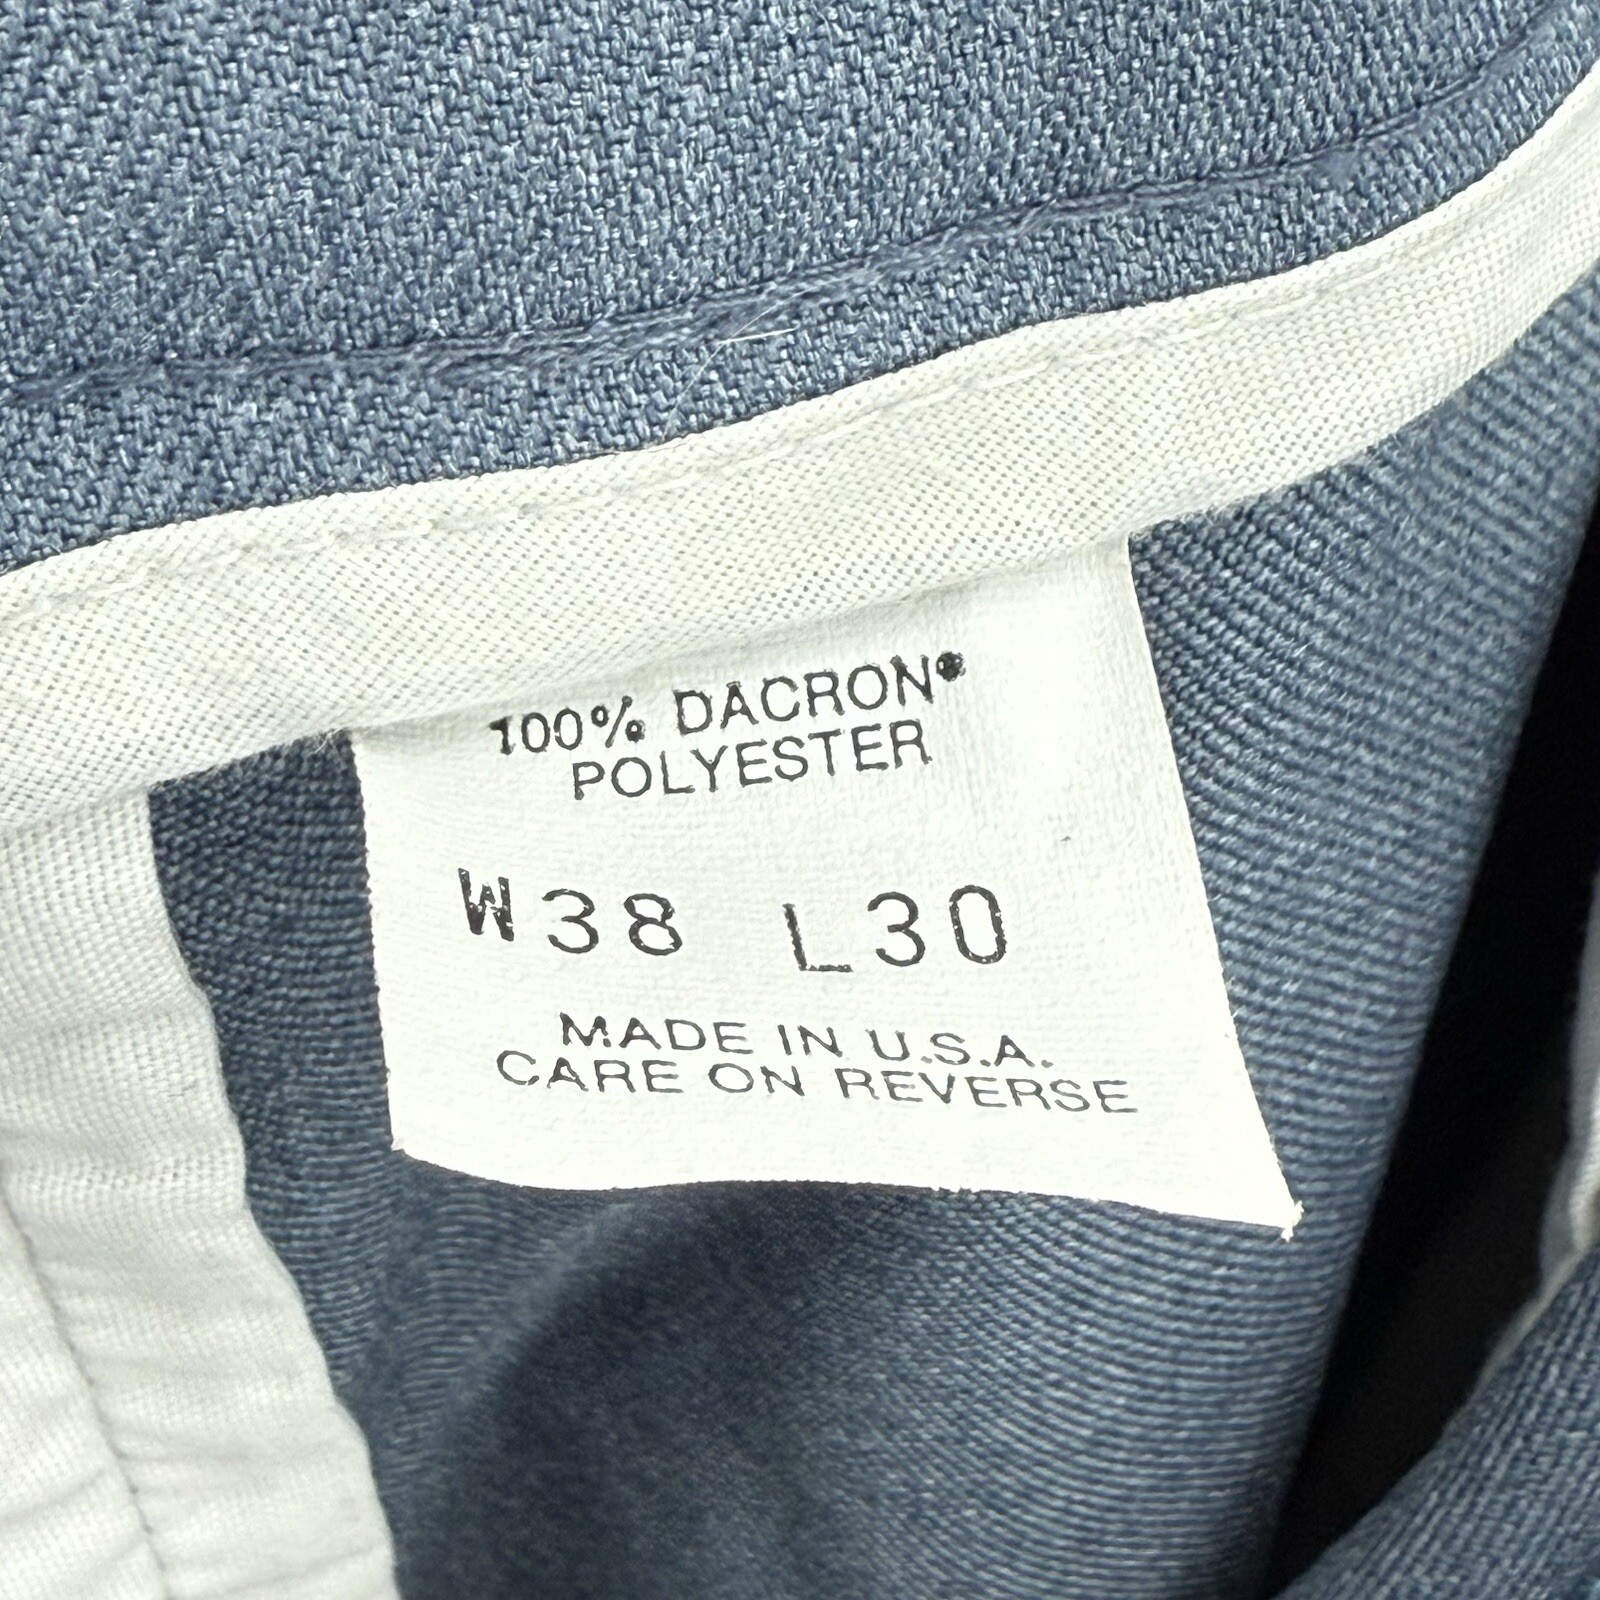 100% DACRON®
POLYESTER
W38 L30
MADE IN U.S.A.
CARE ON REVERSE